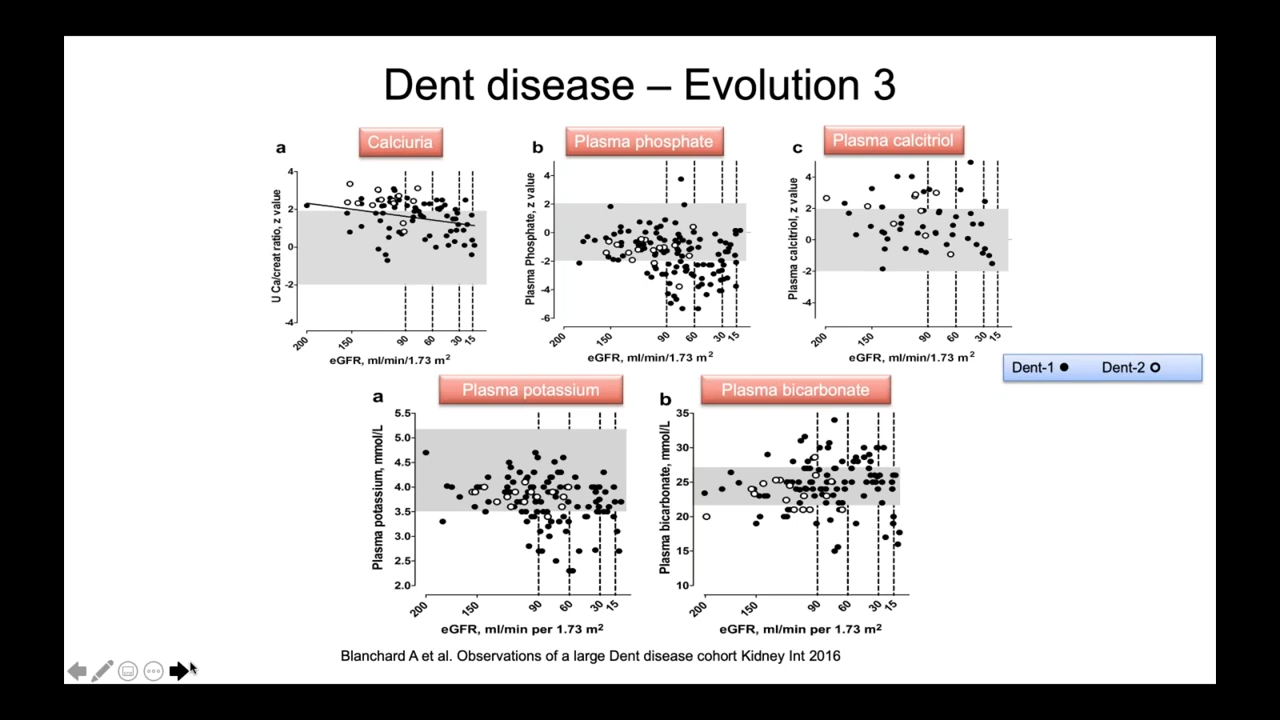 Dent disease – Evolution 3
a
Calciuria
U Ca/creat ratio, z value
4
2
0
-2
-4
200
150
90
60
30
15
eGFR, ml/min/1.73 m²
b
Plasma phosphate
Plasma Phosphate, z value
4
2
0
-2
-4
-6
200
150
90
60
30
15
eGFR, ml/min/1.73 m²
c
Plasma calcitriol
Plasma calcitriol, z value
4
2
0
-2
-4
200
150
90
60
30
15
eGFR, ml/min/1.73 m²
Dent-1 Dent-2
a
Plasma potassium
Plasma potassium, mmol/L
5.5
5.0
4.5
4.0
3.5
3.0
2.5
2.0
200
150
90
60
30
15
eGFR, ml/min per 1.73 m²
b
Plasma bicarbonate
Plasma bicarbonate, mmol/L
35
30
25
20
15
10
200
150
90
60
30
15
eGFR, ml/min per 1.73 m²
Blanchard A et al. Observations of a large Dent disease cohort Kidney Int 2016